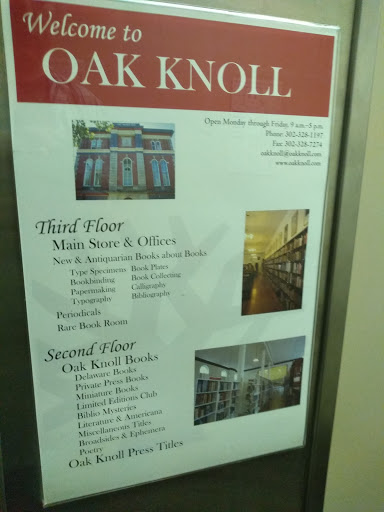 Welcome to
OAK KNOLL
Open Monday through Friday, 9 a.m.-5 p.m.
Phone: 302-328-1197
Fax: 302-328-7274
oakknoll@oakknoll.com
www.oakknoll.com
Third Floor
Main Store & Offices
New & Antiquarian Books about Books
Type Specimens Book Plates
Bookbinding Book Collecting
Papermaking Calligraphy
Typography Bibliography
Periodicals
Rare Book Room
Second Floor
Oak Knoll Books
Delaware Books
Private Press Books
Miniature Books
Limited Editions Club
Biblio Mysteries
Literature & Americana
Miscellaneous Titles
Broadsides & Ephemera
Poetry
Oak Knoll Press Titles